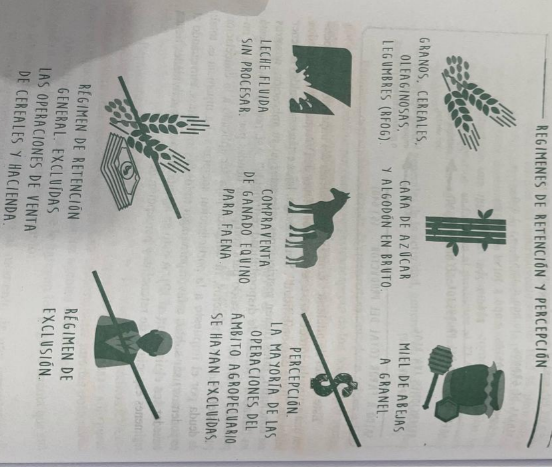 REGÍMENES DE RETENCIÓN Y PERCEPCIÓN
GRANOS, CEREALES,
OLEAGINOSAS,
LEGUMBRES (RFOG)
CAÑA DE AZÚCAR
Y ALGODÓN EN BRUTO
MIEL DE ABEJAS
A GRANEL
LECHE FLUIDA
SIN PROCESAR.
COMPRAVENTA
DE GANADO EQUINO
PARA FAENA
PERCEPCIÓN.
LA MAYORÍA DE LAS
OPERACIONES DEL
ÁMBITO AGROPECUARIO
SE HAYAN EXCLUÍDAS.
RÉGIMEN DE RETENCIÓN
GENERAL. EXCLUÍDAS
LAS OPERACIONES DE VENTA
DE CEREALES Y HACIENDA.
RÉGIMEN DE
EXCLUSIÓN.